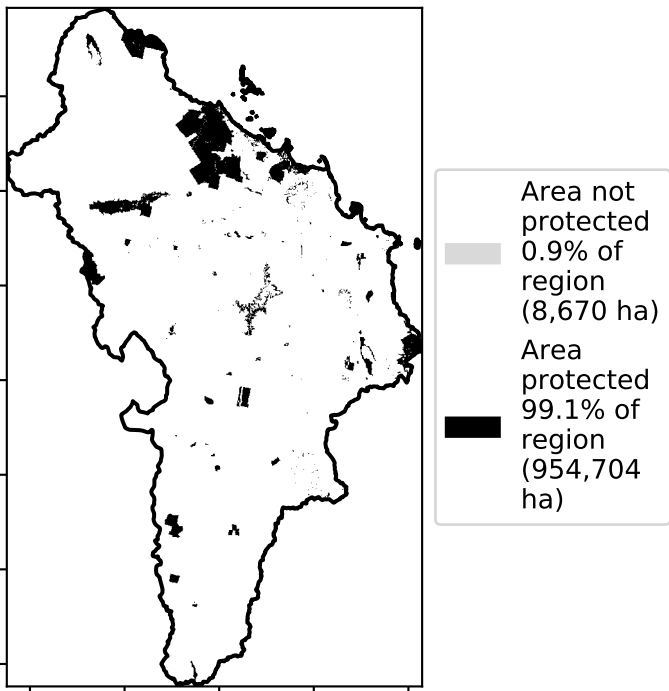 Area not
protected
0.9% of
region
(8,670 ha)
Area
protected
99.1% of
region
(954,704
ha)